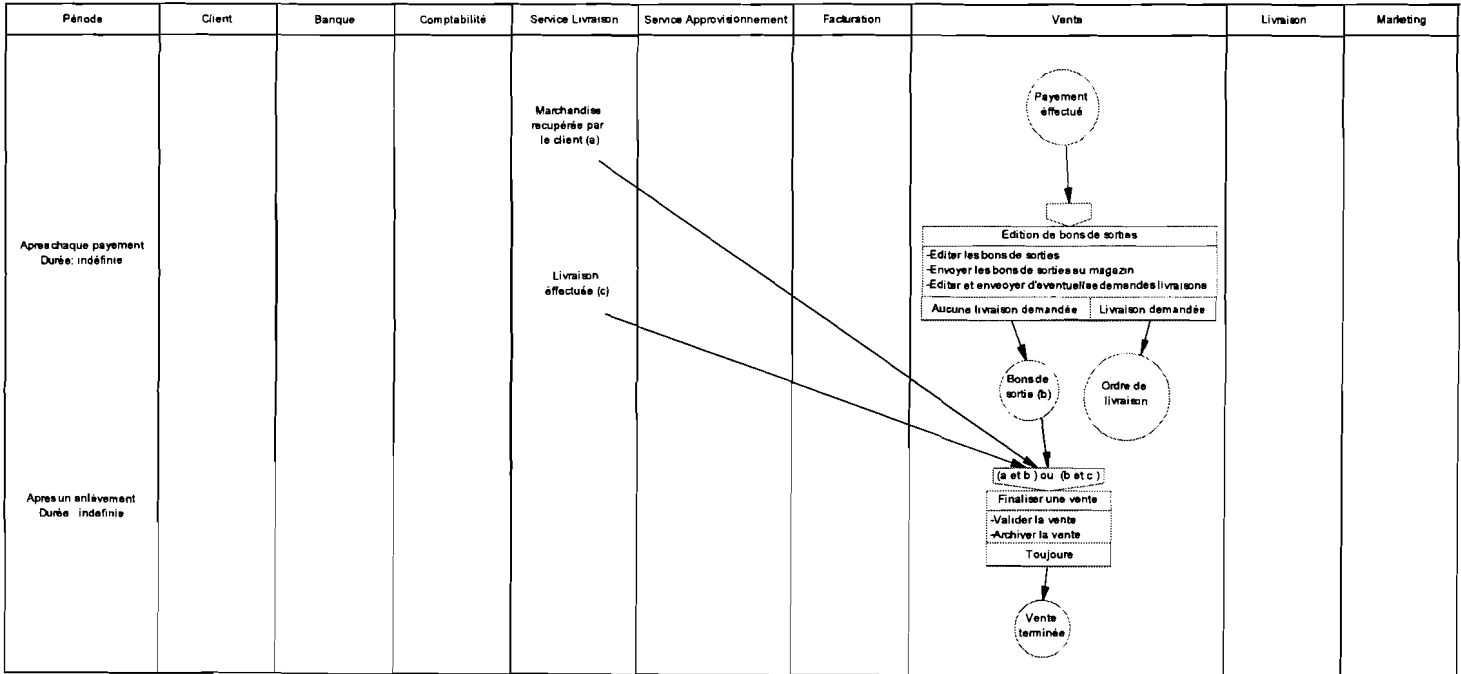 Période
Client
Banque
Comptabilité
Service Livraison
Service Approvisionnement
Facturation
Vente
Livraison
Marketing
Payement
éffectué
Marchandise
recupérée par
le client (a)
Apres chaque payement
Durée: indéfinie
Edition de bons de sorties
-Editer les bons de sorties
-Envoyer les bons de sorties au magazin
-Editer et enveoyer d'eventuellse demandes livraisons
Aucune livraison demandée
Livraison demandée
Livraison
éffectuée (c)
Bons de
sortie (b)
Ordre de
livraison
(a et b ) ou (b et c )
Apres un enlèvement
Durée indefinie
Finaliser une vente
-Valider la vente
-Archiver la vente
Toujoure
Vente
terminée